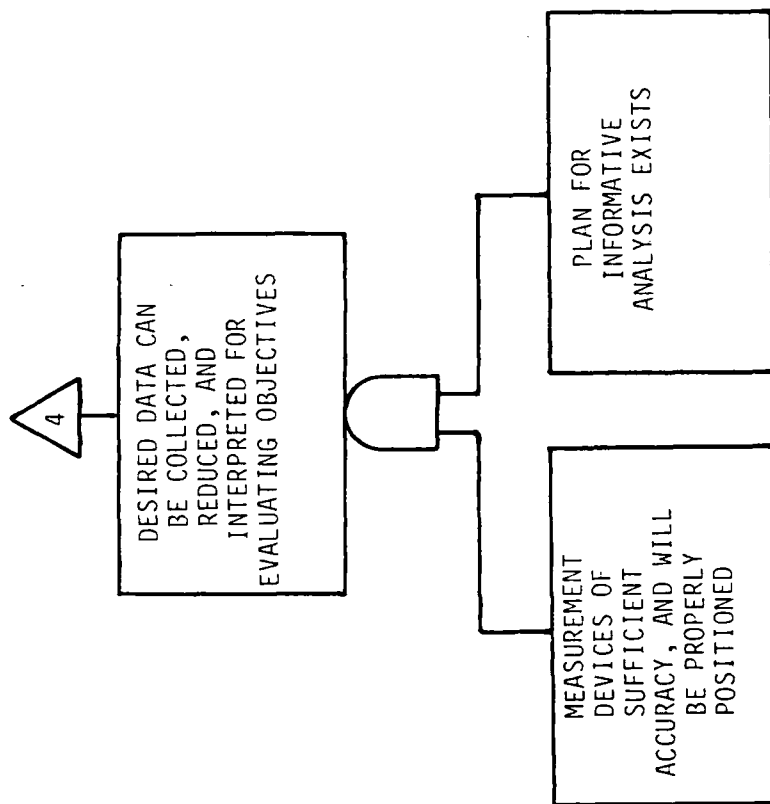 4
DESIRED DATA CAN
BE COLLECTED,
REDUCED, AND
INTERPRETED FOR
EVALUATING OBJECTIVES
MEASUREMENT
DEVICES OF
SUFFICIENT
ACCURACY, AND WILL
BE PROPERLY
POSITIONED
PLAN FOR
INFORMATIVE
ANALYSIS EXISTS